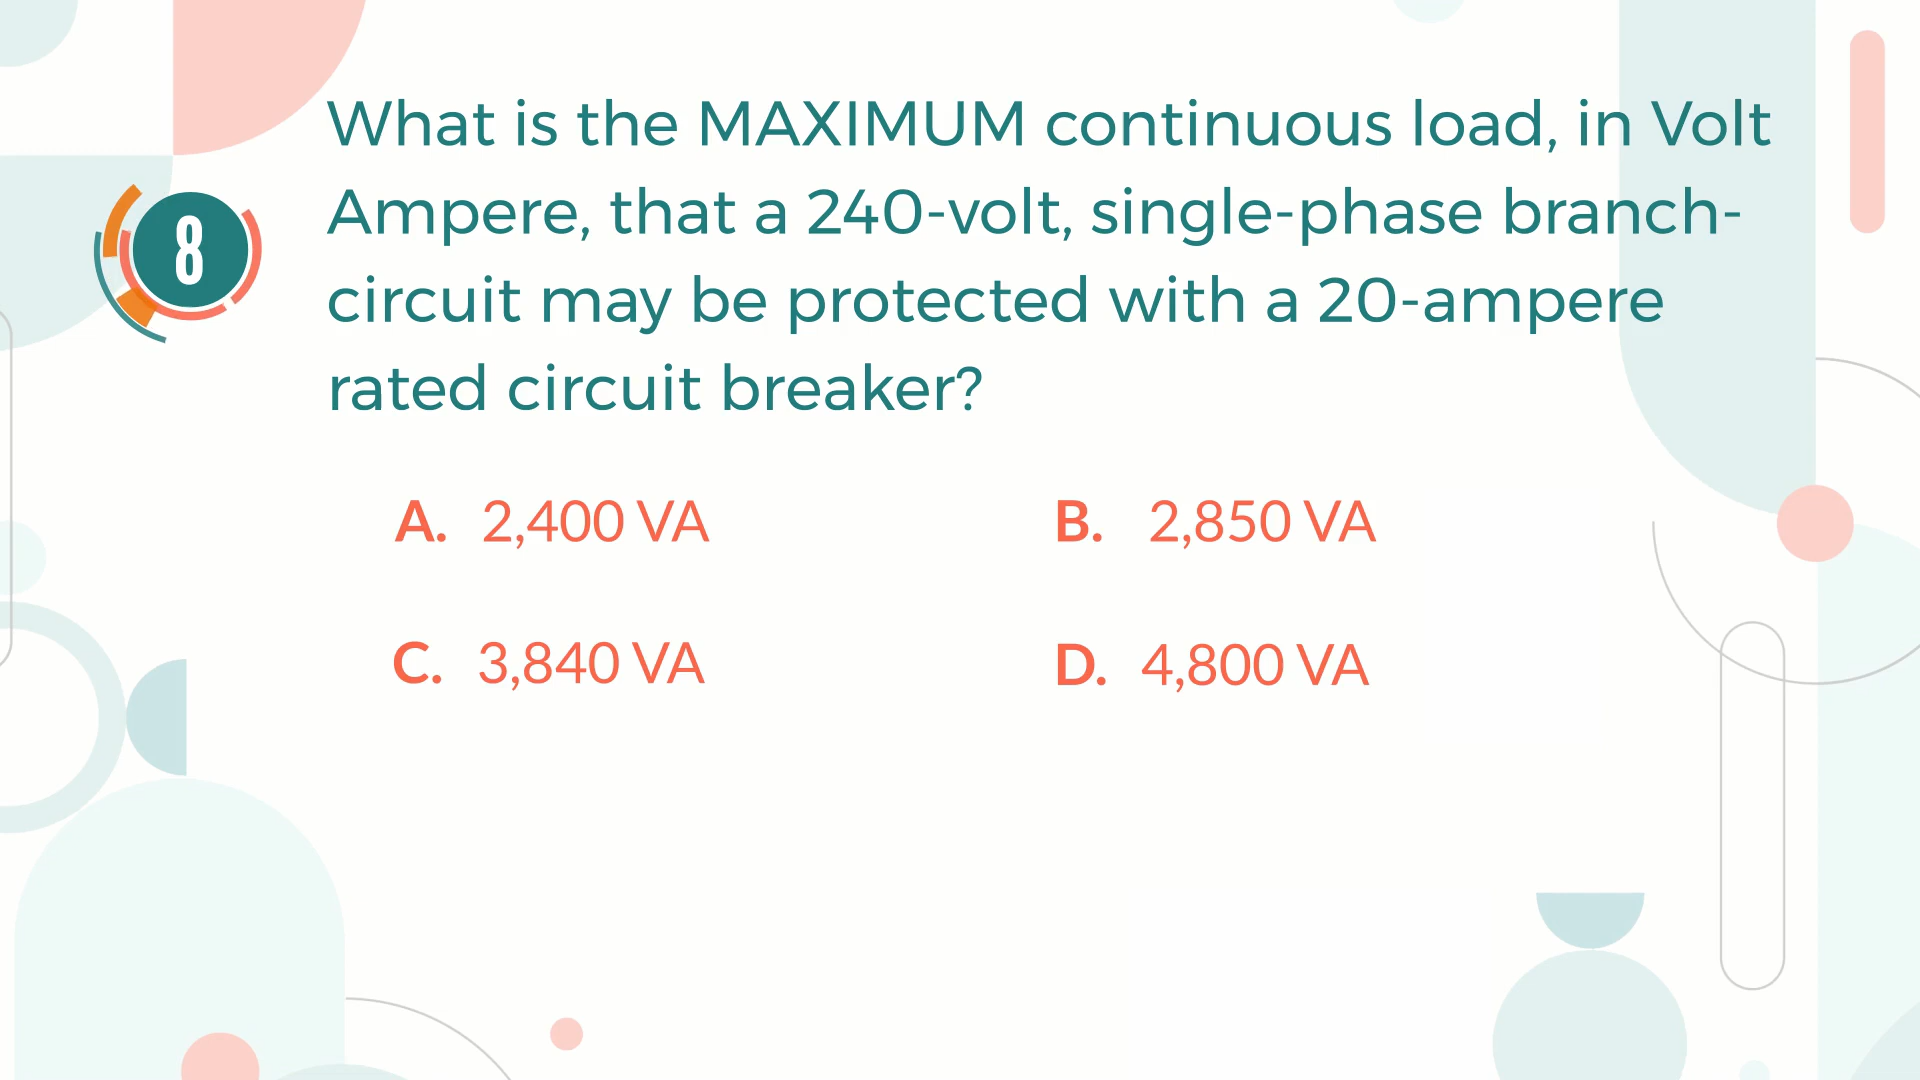 8
What is the MAXIMUM continuous load, in Volt
Ampere, that a 240-volt, single-phase branch-
circuit may be protected with a 20-ampere
rated circuit breaker?
A. 2,400 VA
B. 2,850 VA
C. 3,840 VA
D. 4,800 VA